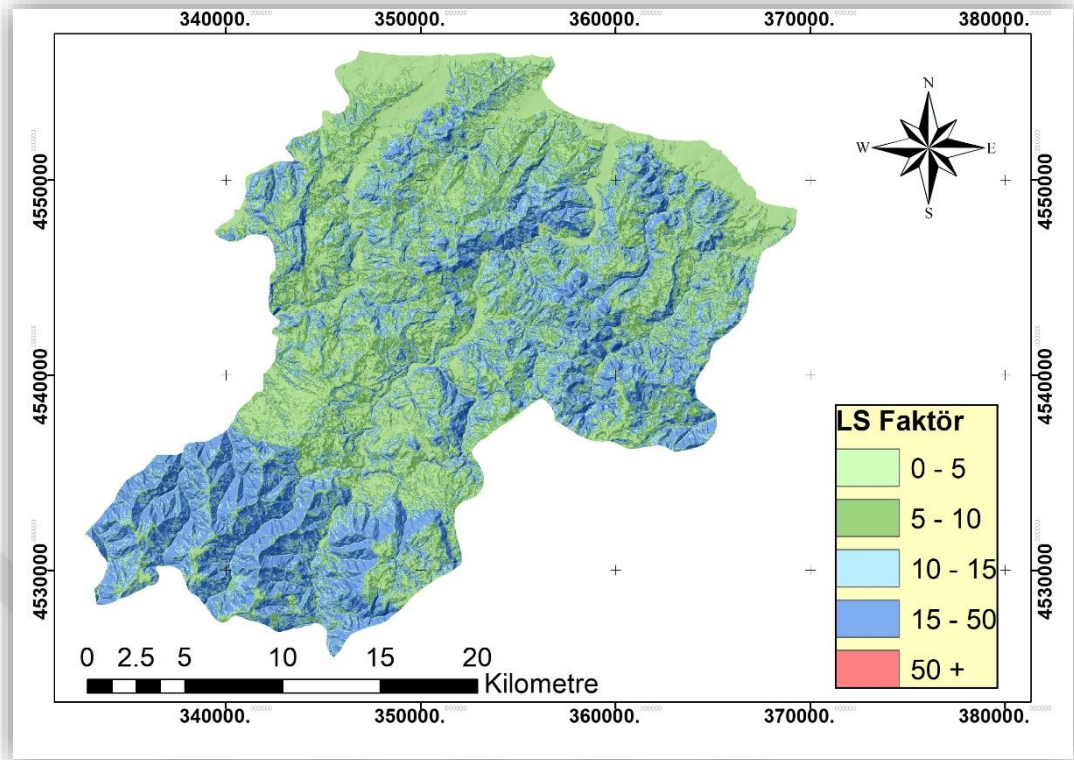 340000. 350000. 360000. 370000. 380000.
N
W E
S
4550000 4550000
4540000 4540000
4530000 4530000
LS Faktör
0 - 5
5 - 10
10 - 15
15 - 50
50 +
0 2.5 5 10 15 20
Kilometre
340000. 350000. 360000. 370000. 380000.